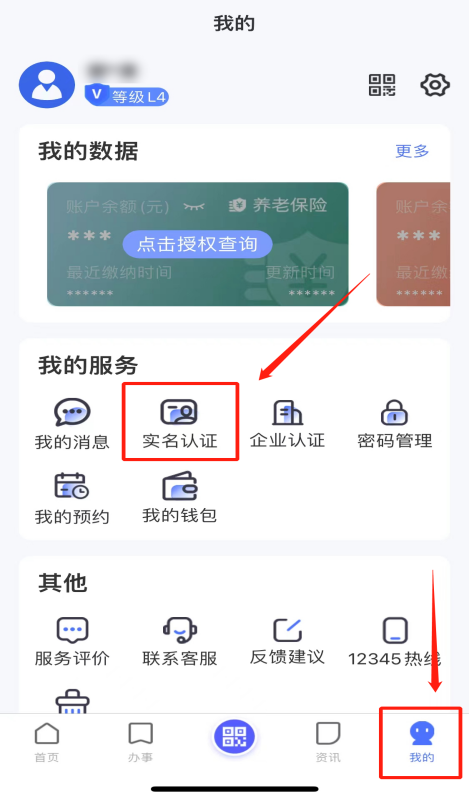 我的
V 等级L4
我的数据
更多
账户余额(元)
养老保险
账户余
***
点击授权查询
***
最近缴纳时间
更新时间
最近缴
******
******
******
我的服务
我的消息
实名认证
企业认证
密码管理
我的预约
我的钱包
其他
服务评价
联系客服
反馈建议
12345热线
首页
办事
资讯
我的